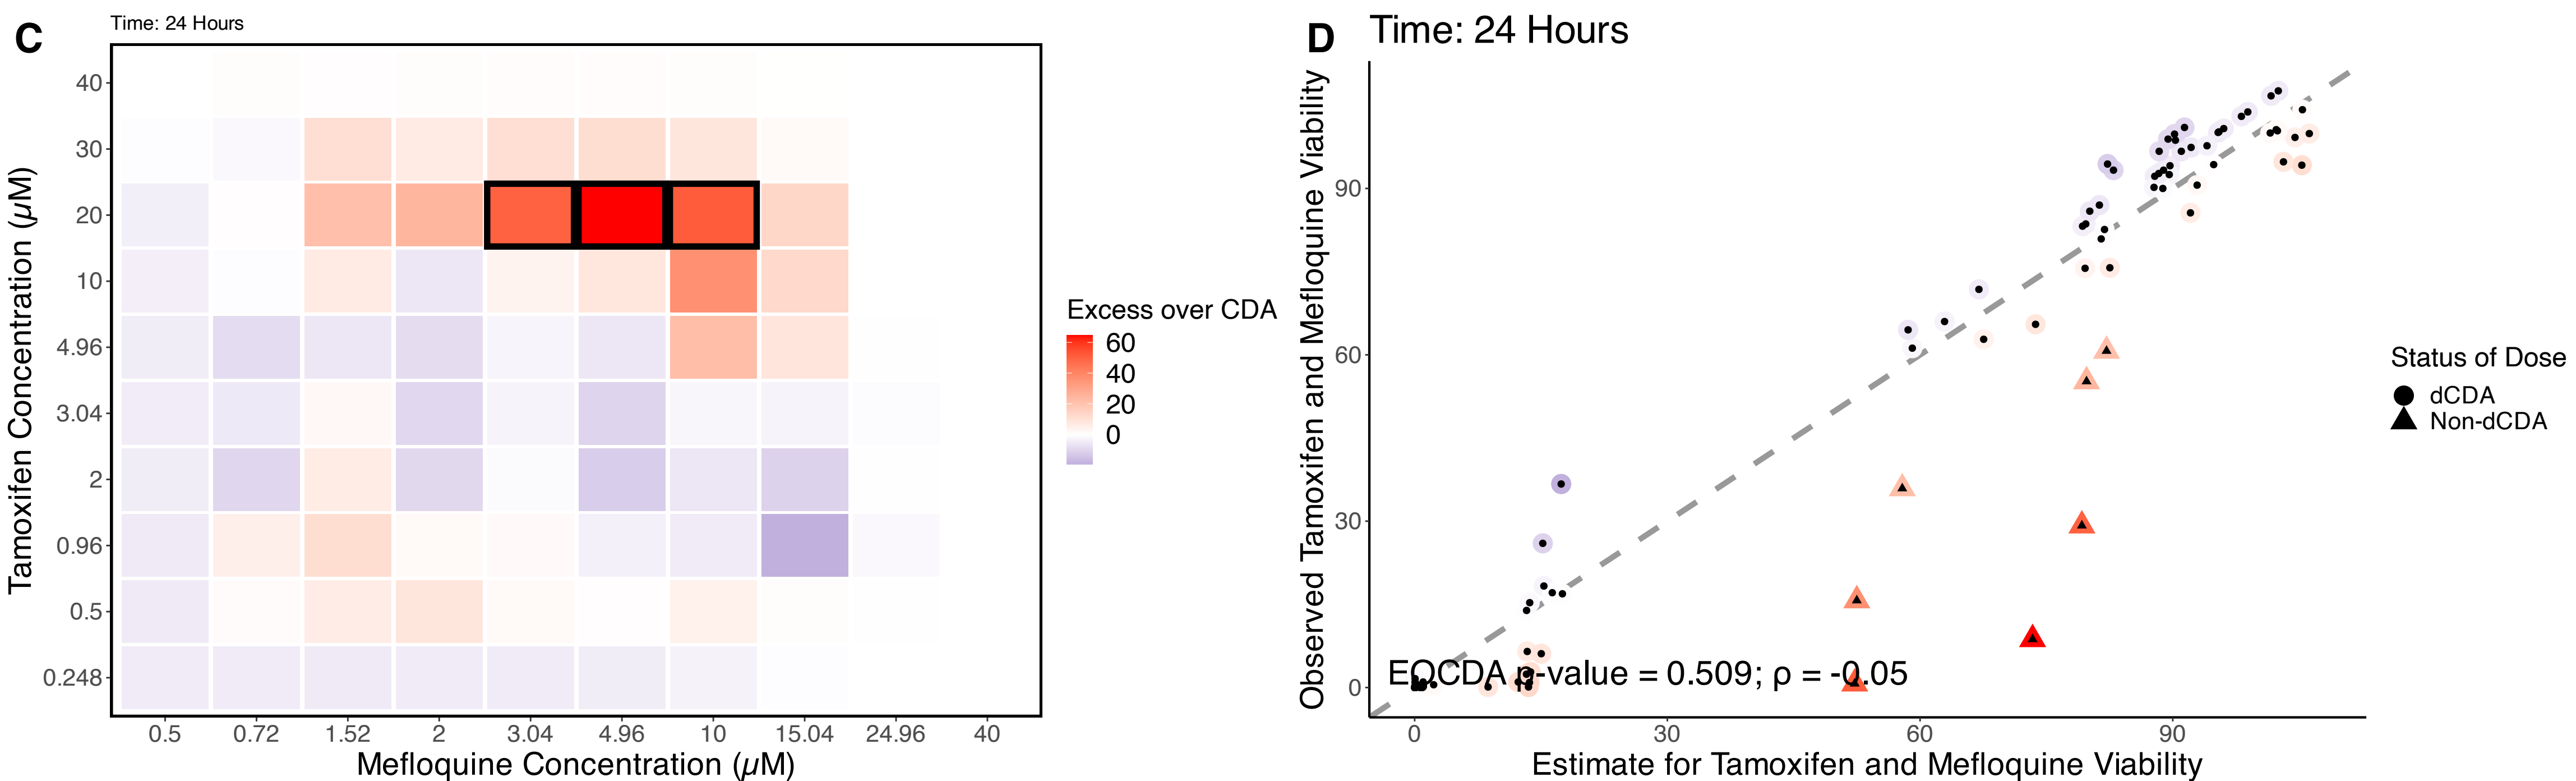 C
Time: 24 Hours
Tamoxifen Concentration (µM)
40
30
20
10
4.96
3.04
2
0.96
0.5
0.248
0.5 0.72 1.52 2 3.04 4.96 10 15.04 24.96 40
Mefloquine Concentration (µM)
Excess over CDA
60
40
20
0
D
Time: 24 Hours
Observed Tamoxifen and Mefloquine Viability
90
60
30
0
EOCDA p-value = 0.509; ρ = -0.05
0 30 60 90
Estimate for Tamoxifen and Mefloquine Viability
Status of Dose
dCDA
Non-dCDA